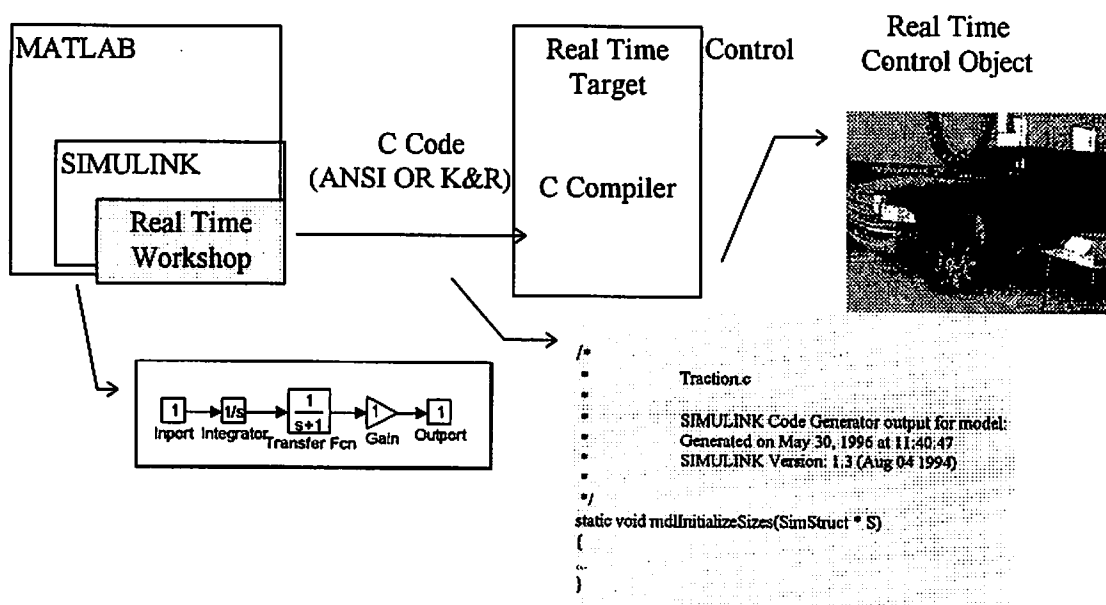 MATLAB
SIMULINK
Real Time
Workshop
C Code
(ANSI OR K&R)
Real Time
Target
C Compiler
Control
Real Time
Control Object
1
1/s
1
s+1
1
1
Inport Integrator Transfer Fcn Gain Outport
/*
*
* Traction.c
*
* SIMULINK Code Generator output for model:
* Generated on May 30, 1996 at 11:40:47
* SIMULINK Version: 1.3 (Aug 04 1994)
*
*/
static void mdlInitializeSizes(SimStruct * S)
{
...
}